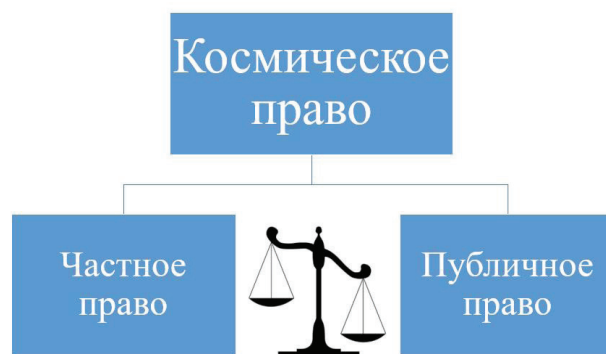 Космическое
право
Частное
право
Публичное
право